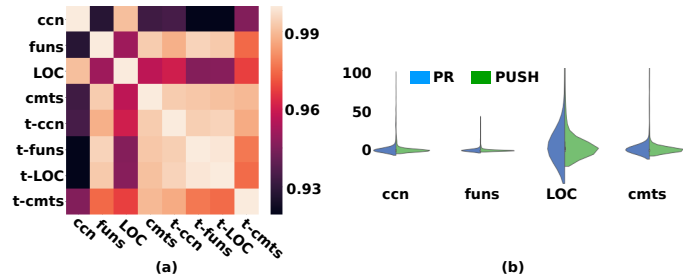 ccn
funs
LOC
cmts
t-ccn
t-funs
t-LOC
t-cmts
ccn
funs
LOC
cmts
t-ccn
t-funs
t-LOC
t-cmts
0.99
0.96
0.93
(a)
100
50
0
PR PUSH
ccn funs LOC cmts
(b)